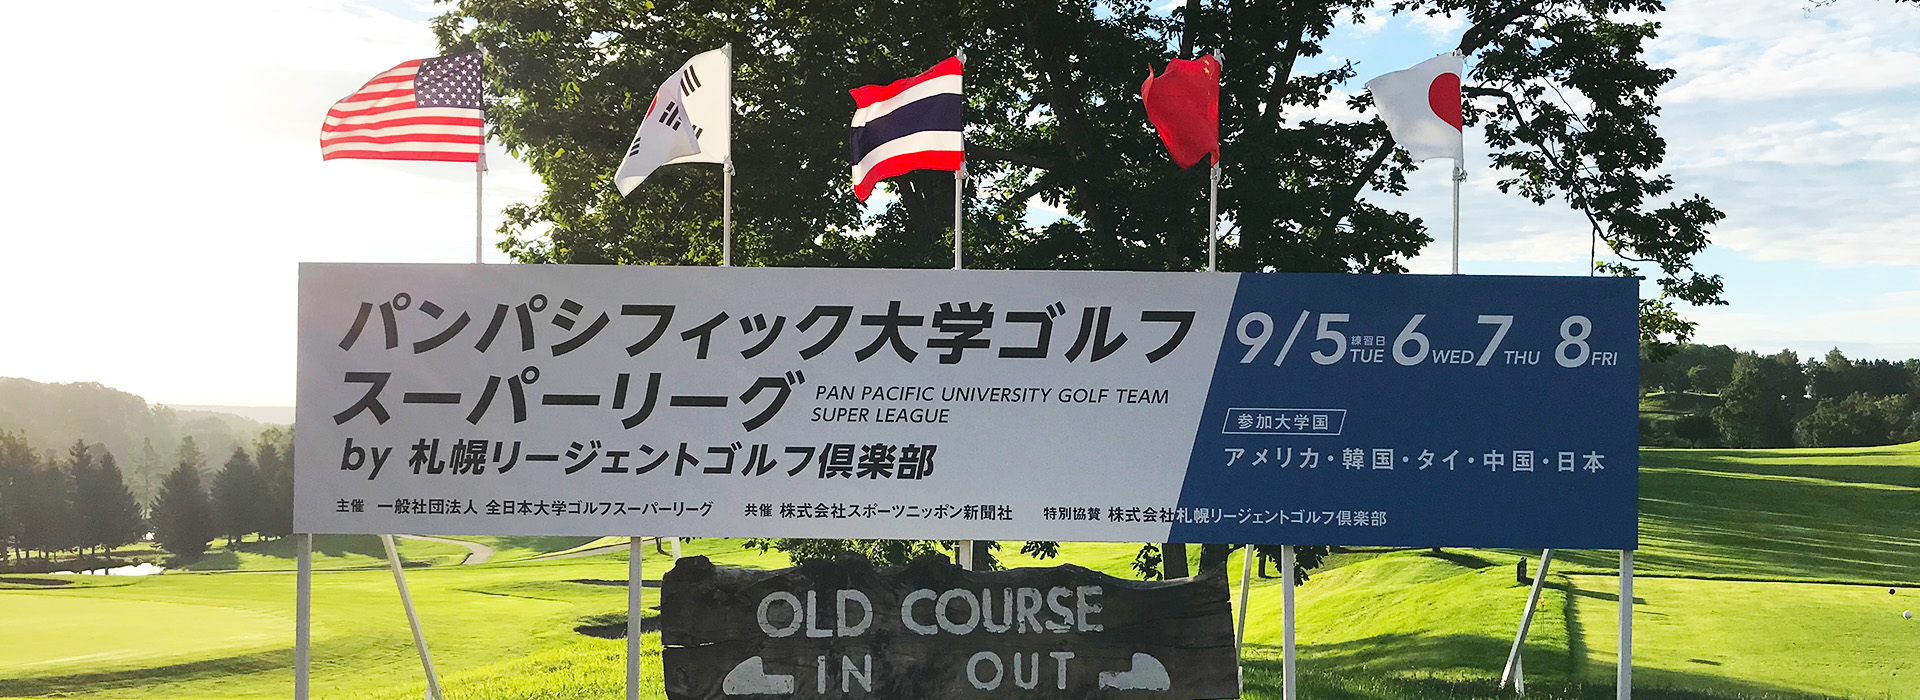 パンパシフィック大学ゴルフ
スーパーリーグ
PAN PACIFIC UNIVERSITY GOLF TEAM
SUPER LEAGUE
by 札幌リージェントゴルフ倶楽部
主催 一般社団法人 全日本大学ゴルフスーパーリーグ 共催 株式会社スポーツニッポン新聞社 特別協賛 株式会社札幌リージェントゴルフ倶楽部
9/5 練習日 TUE 6 WED 7 THU 8 FRI
参加大学国
アメリカ・韓国・タイ・中国・日本
OLD COURSE
IN OUT